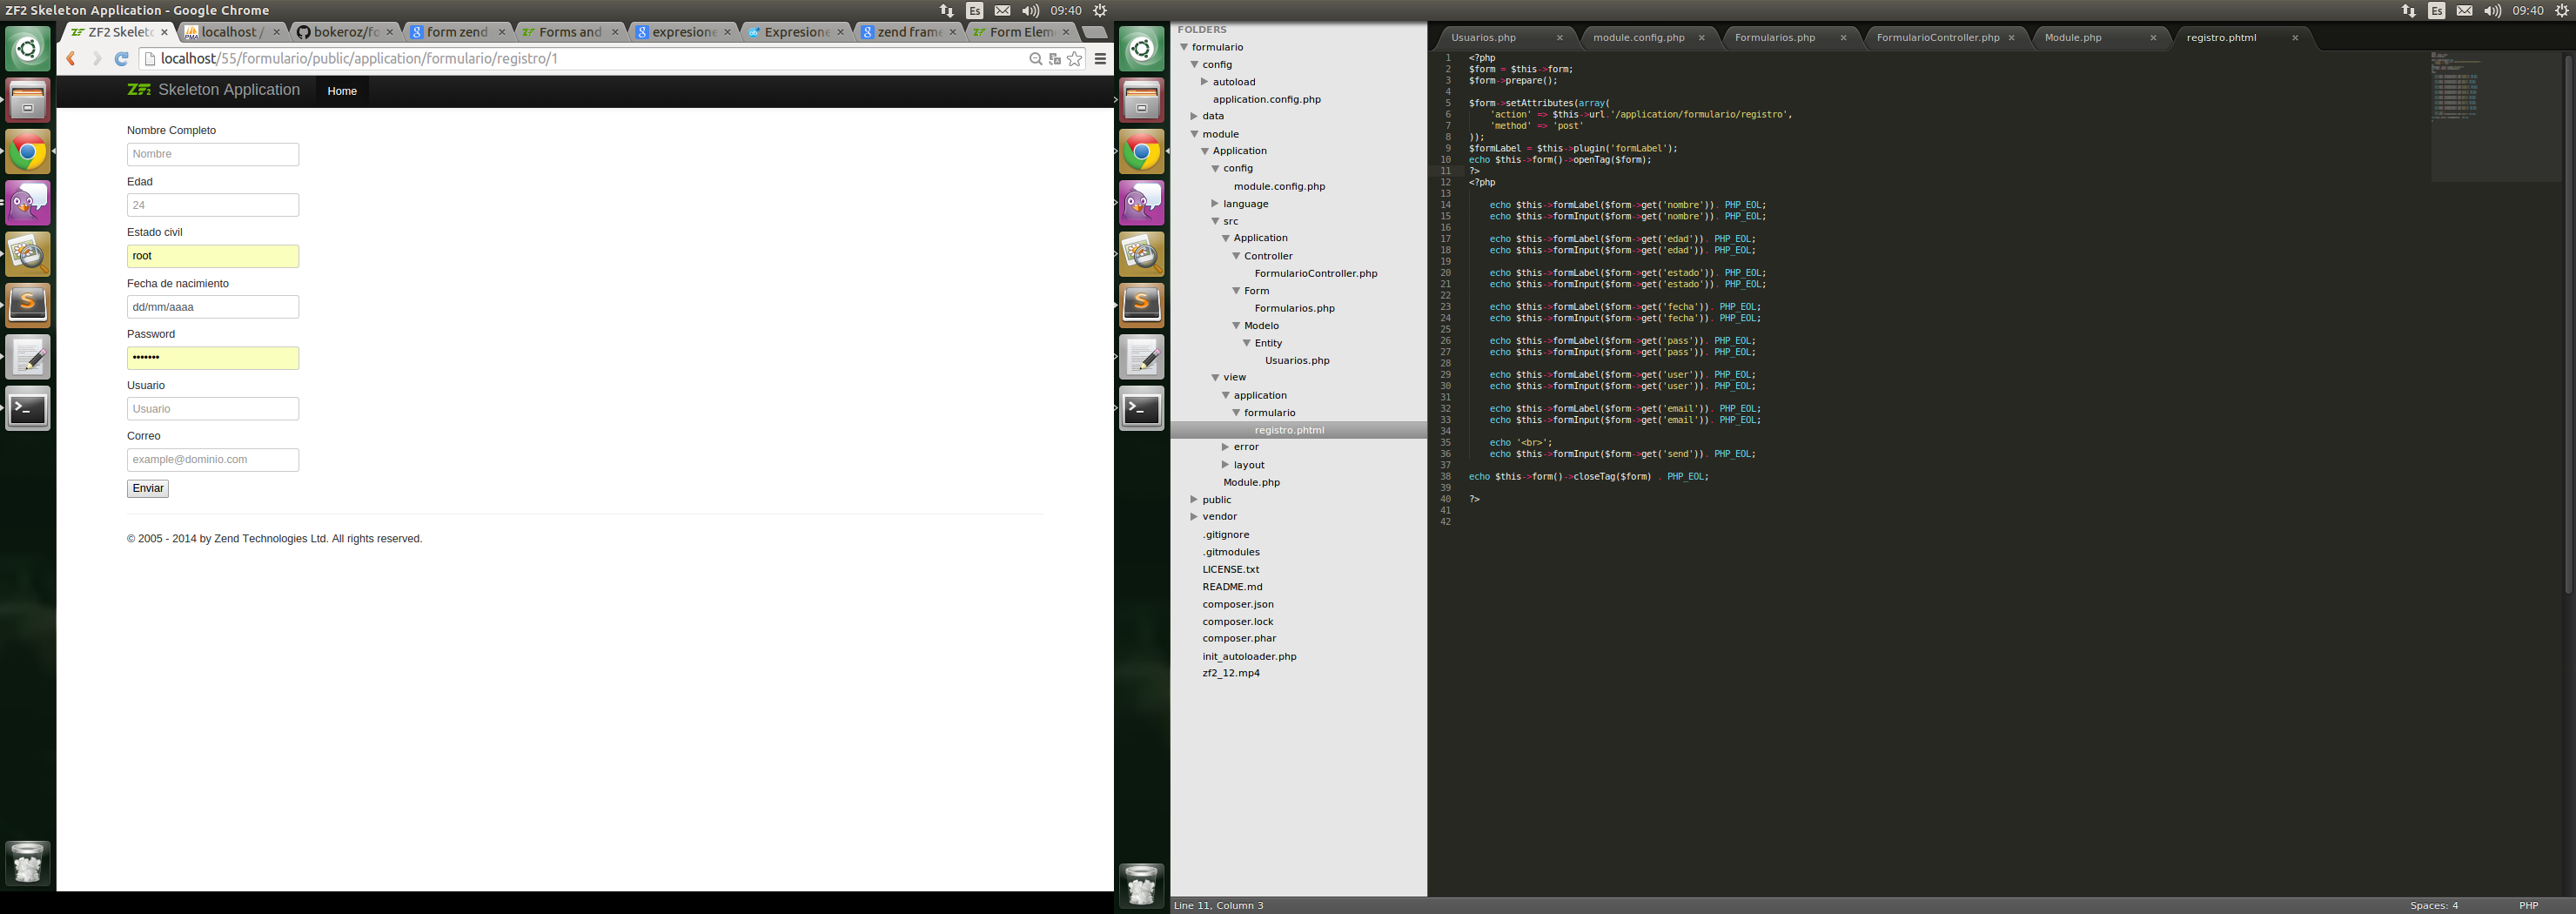 ZF2 Skeleton Application - Google Chrome
Es
09:40
Es
09:40
ZF2 Skelet
localhost /
bokeroz/fo
form zend
Forms and
expresione
Expresione
zend frame
Form Elem
localhost/55/formulario/public/application/formulario/registro/1
Skeleton Application
Home
Nombre Completo
Nombre
Edad
24
Estado civil
root
Fecha de nacimiento
dd/mm/aaaa
Password
•••••••
Usuario
Usuario
Correo
example@dominio.com
Enviar
© 2005 - 2014 by Zend Technologies Ltd. All rights reserved.
FOLDERS
formulario
config
autoload
application.config.php
data
module
Application
config
module.config.php
language
src
Application
Controller
FormularioController.php
Form
Formularios.php
Modelo
Entity
Usuarios.php
view
application
formulario
registro.phtml
error
layout
Module.php
public
vendor
.gitignore
.gitmodules
LICENSE.txt
README.md
composer.json
composer.lock
composer.phar
init_autoloader.php
zf2_12.mp4
Usuarios.php
module.config.php
Formularios.php
FormularioController.php
Module.php
registro.phtml
1 <?php
2 $form = $this->form;
3 $form->prepare();
4
5 $form->setAttributes(array(
6 'action' => $this->url.'/application/formulario/registro',
7 'method' => 'post'
8 ));
9 $formLabel = $this->plugin('formLabel');
10 echo $this->form()->openTag($form);
11 ?>
12 <?php
13
14 echo $this->formLabel($form->get('nombre')). PHP_EOL;
15 echo $this->formInput($form->get('nombre')). PHP_EOL;
16
17 echo $this->formLabel($form->get('edad')). PHP_EOL;
18 echo $this->formInput($form->get('edad')). PHP_EOL;
19
20 echo $this->formLabel($form->get('estado')). PHP_EOL;
21 echo $this->formInput($form->get('estado')). PHP_EOL;
22
23 echo $this->formLabel($form->get('fecha')). PHP_EOL;
24 echo $this->formInput($form->get('fecha')). PHP_EOL;
25
26 echo $this->formLabel($form->get('pass')). PHP_EOL;
27 echo $this->formInput($form->get('pass')). PHP_EOL;
28
29 echo $this->formLabel($form->get('user')). PHP_EOL;
30 echo $this->formInput($form->get('user')). PHP_EOL;
31
32 echo $this->formLabel($form->get('email')). PHP_EOL;
33 echo $this->formInput($form->get('email')). PHP_EOL;
34
35 echo '<br>';
36 echo $this->formInput($form->get('send')). PHP_EOL;
37
38 echo $this->form()->closeTag($form) . PHP_EOL;
39
40 ?>
41
42
Line 11, Column 3
Spaces: 4
PHP